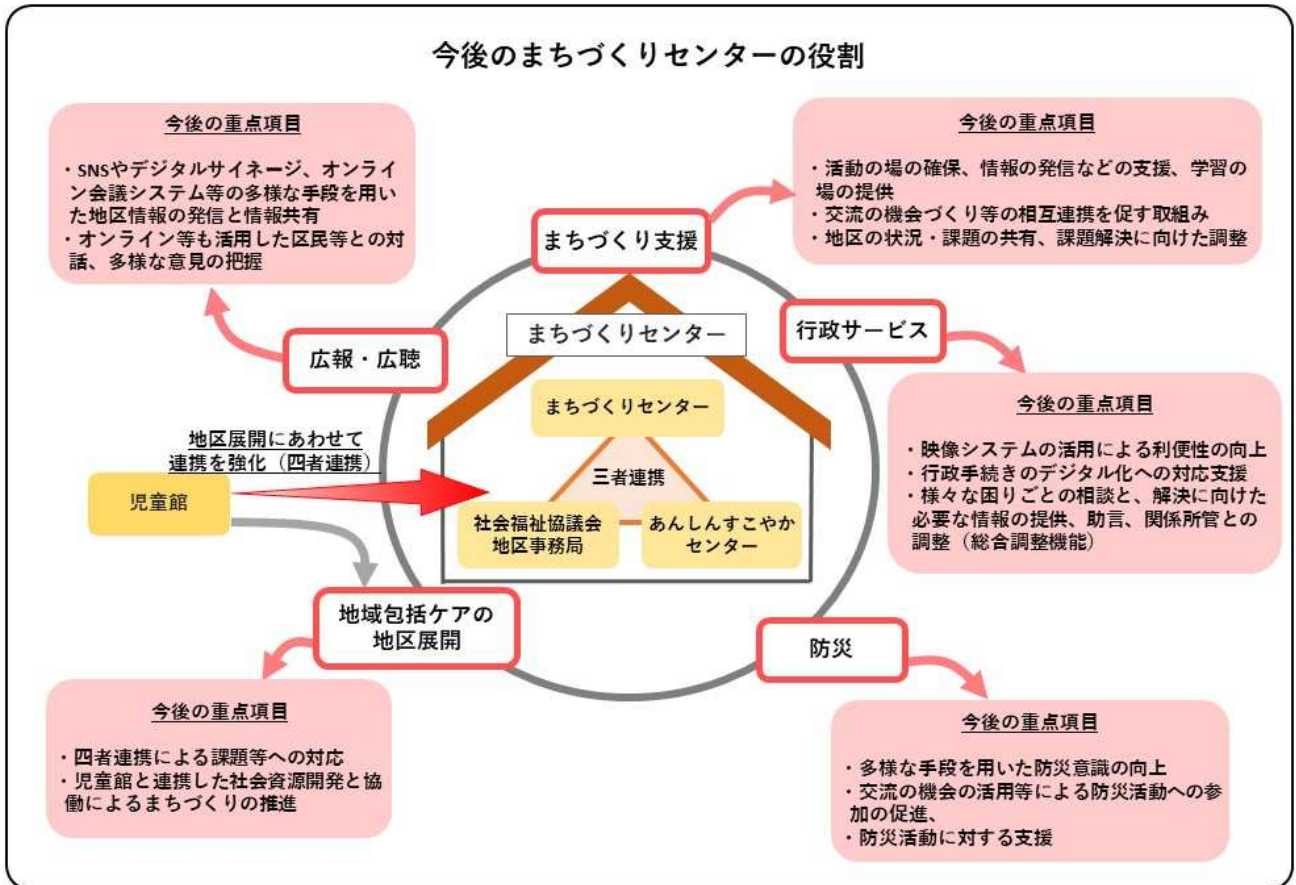 今後のまちづくりセンターの役割
今後の重点項目
・SNSやデジタルサイネージ、オンライン
会議システム等の多様な手段を用い
た地区情報の発信と情報共有
・オンライン等も活用した区民等との対
話、多様な意見の把握
今後の重点項目
・活動の場の確保、情報の発信などの支援、学習の
場の提供
・交流の機会づくり等の相互連携を促す取組み
・地区の状況・課題の共有、課題解決に向けた調整
まちづくり支援
広報・広聴
まちづくりセンター
行政サービス
まちづくりセンター
三者連携
社会福祉協議会
地区事務局
あんしんすこやか
センター
地区展開にあわせて
連携を強化（四者連携）
児童館
今後の重点項目
・映像システムの活用による利便性の向上
・行政手続きのデジタル化への対応支援
・様々な困りごとの相談と、解決に向けた
必要な情報の提供、助言、関係所管との
調整（総合調整機能）
地域包括ケアの
地区展開
防災
今後の重点項目
・四者連携による課題等への対応
・児童館と連携した社会資源開発と協
働によるまちづくりの推進
今後の重点項目
・多様な手段を用いた防災意識の向上
・交流の機会の活用等による防災活動への参
加の促進、
・防災活動に対する支援